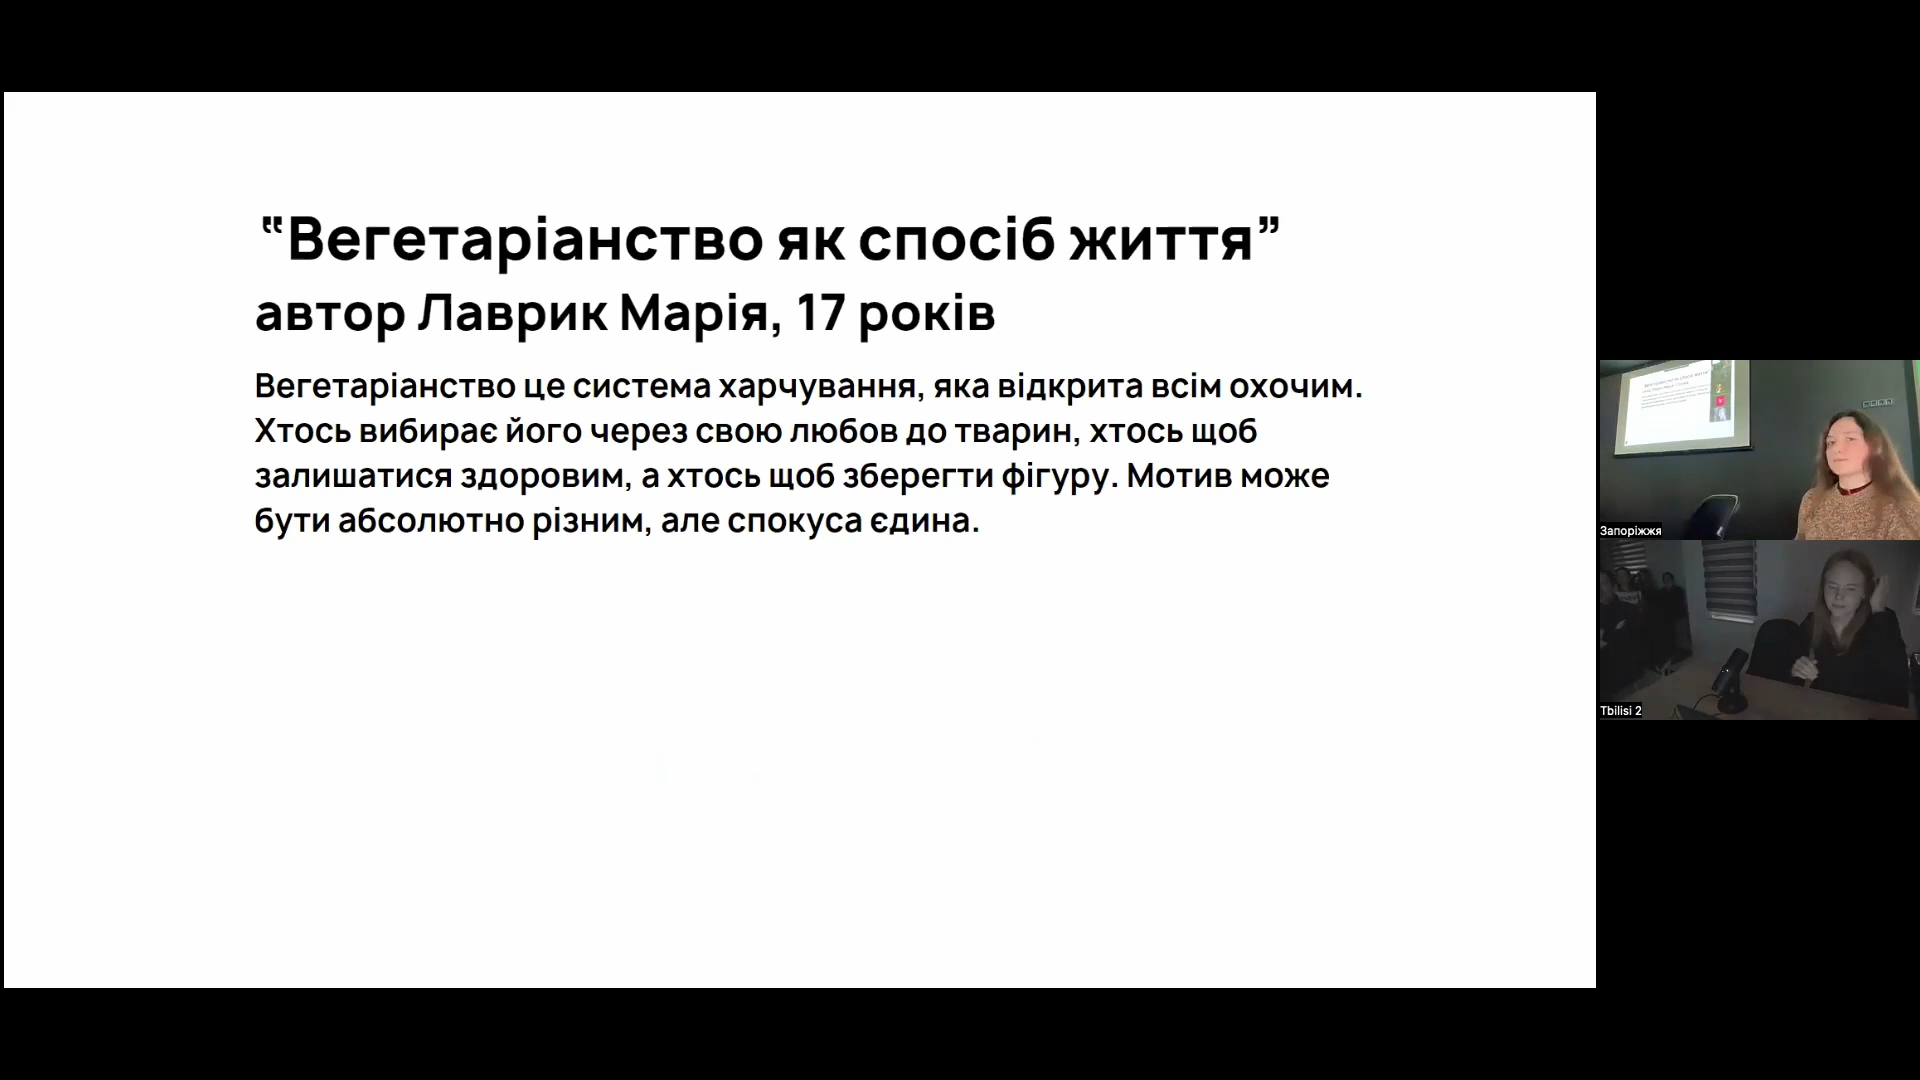 “Вегетаріанство як спосіб життя”
автор Лаврик Марія, 17 років
Вегетаріанство це система харчування, яка відкрита всім охочим.
Хтось вибирає його через свою любов до тварин, хтось щоб
залишатися здоровим, а хтось щоб зберегти фігуру. Мотив може
бути абсолютно різним, але спокуса єдина.
Запоріжжя
Tbilisi 2